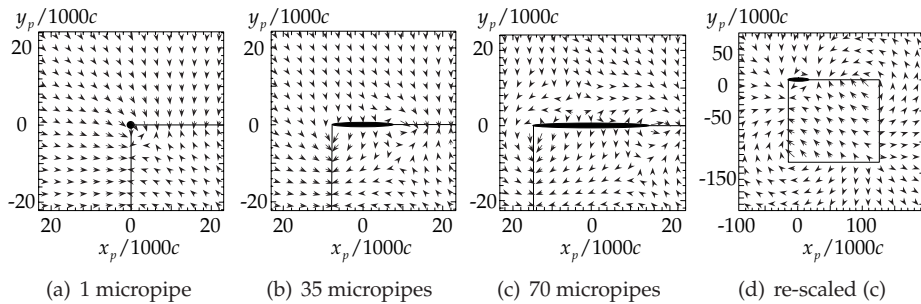 y_p/1000c
20
0
-20
20
0
20
x_p/1000c
(a) 1 micropipe
y_p/1000c
20
0
-20
20
0
20
x_p/1000c
(b) 35 micropipes
y_p/1000c
20
0
-20
20
0
20
x_p/1000c
(c) 70 micropipes
y_p/1000c
50
0
-50
-150
-100
0
100
x_p/1000c
(d) re-scaled (c)